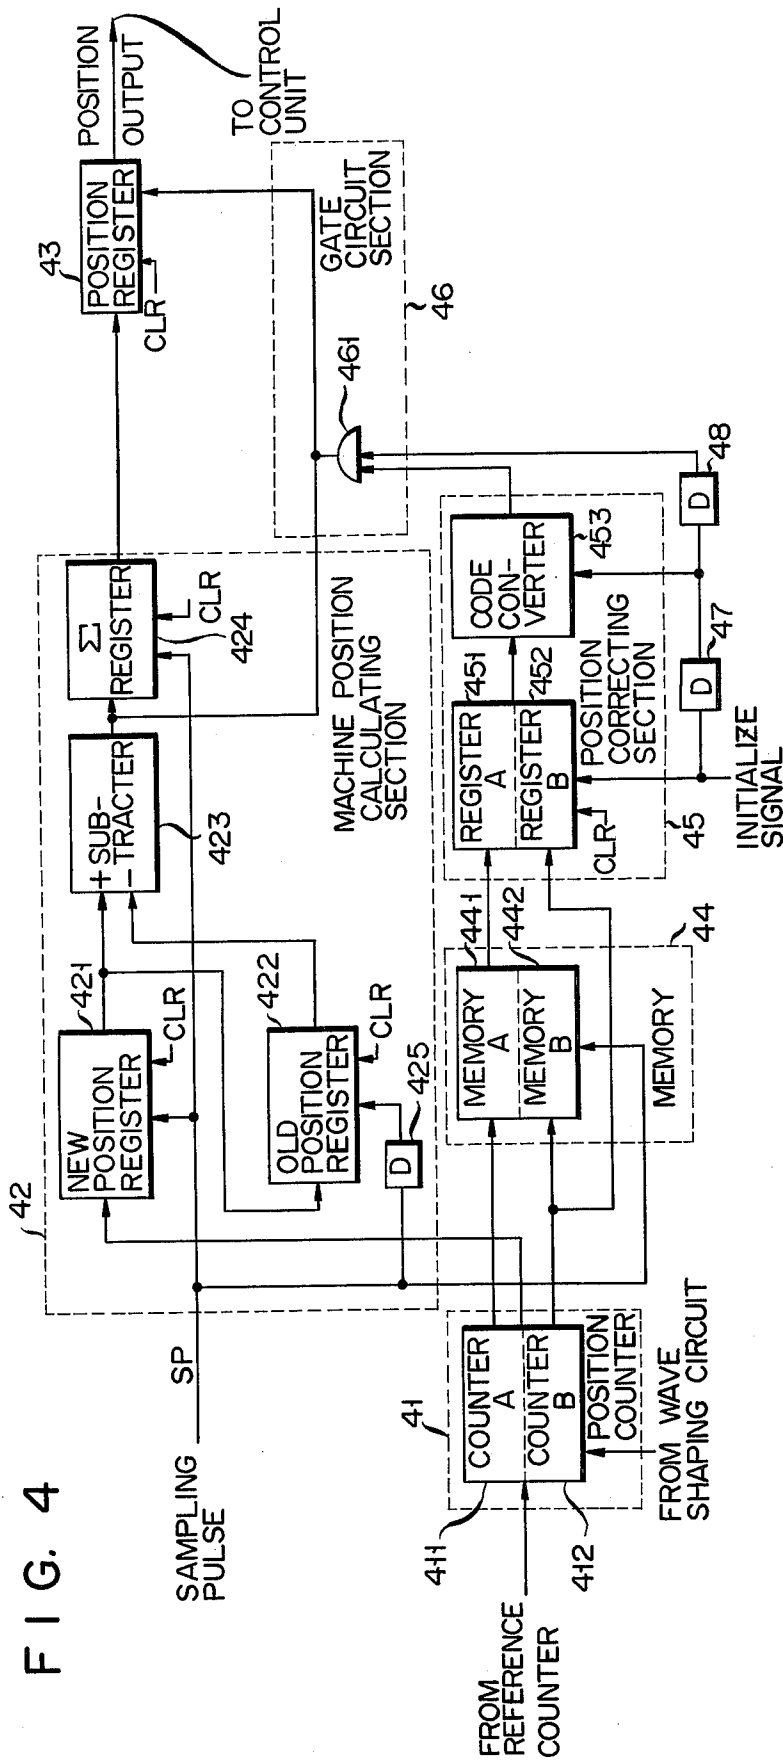 FIG. 4
SAMPLING
PULSE
SP
42
NEW
POSITION
REGISTER
421
CLR
OLD
POSITION
REGISTER
422
CLR
D
425
+ SUB-
- TRACTER
423
Σ
REGISTER
424
CLR
MACHINE POSITION
CALCULATING
SECTION
43
POSITION
REGISTER
CLR
POSITION
OUTPUT
TO CONTROL
UNIT
GATE
CIRCUIT
SECTION
46
461
FROM
REFERENCE
COUNTER
41
411
412
COUNTER
A
COUNTER
B
POSITION
COUNTER
FROM WAVE
SHAPING CIRCUIT
MEMORY
A
MEMORY
B
441
442
MEMORY
44
REGISTER
A
REGISTER
B
451
452
CLR
45
CODE
CON-
VERTER
453
POSITION
CORRECTING
SECTION
D
47
D
48
INITIALIZE
SIGNAL